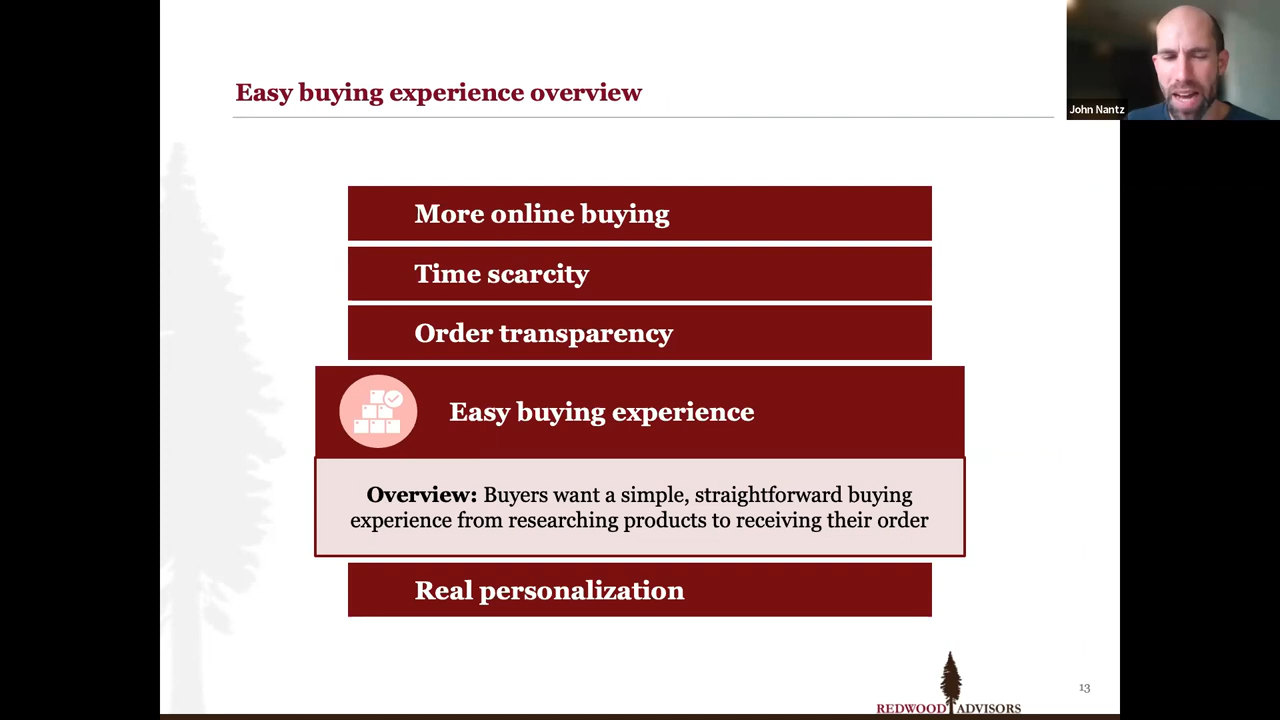 Easy buying experience overview
John Nantz
More online buying
Time scarcity
Order transparency
Easy buying experience
Overview: Buyers want a simple, straightforward buying
experience from researching products to receiving their order
Real personalization
REDWOOD ADVISORS
13